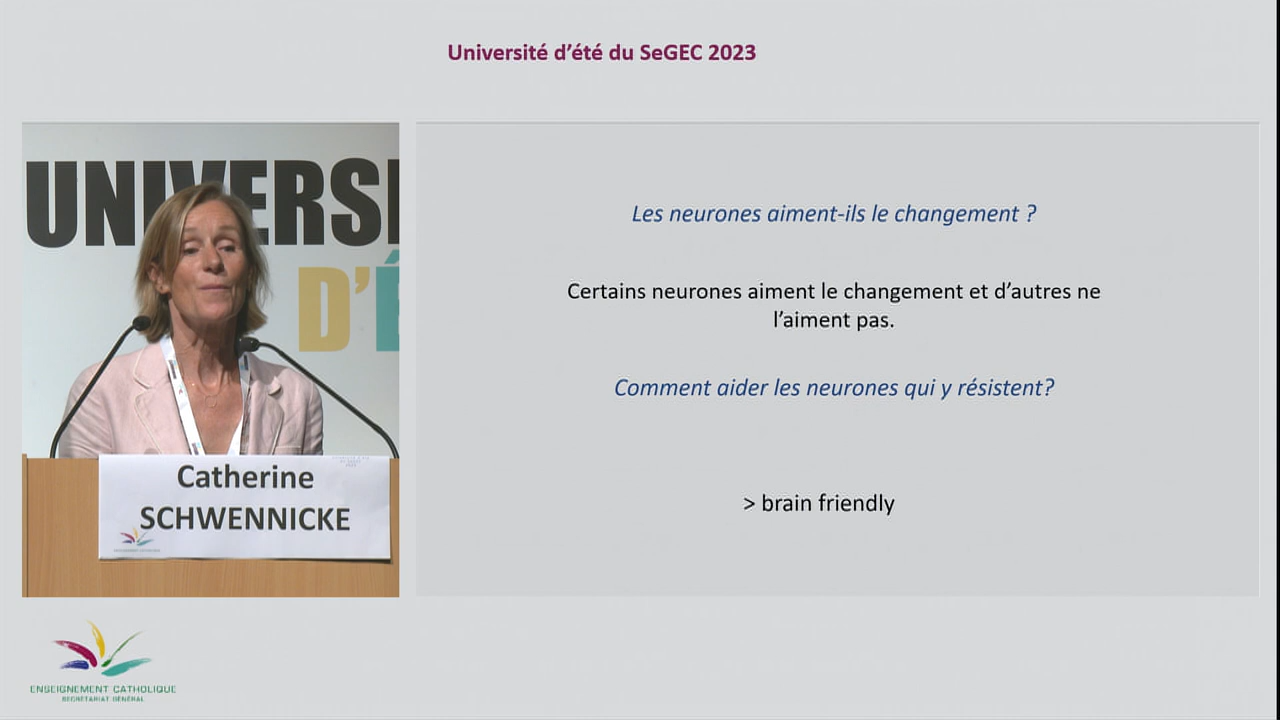 Université d'été du SeGEC 2023
UNIVERSI
D'É
Les neurones aiment-ils le changement ?
Certains neurones aiment le changement et d'autres ne
l'aiment pas.
Comment aider les neurones qui y résistent?
> brain friendly
Catherine
SCHWENNICKE
ENSEIGNEMENT CATHOLIQUE
SECRÉTARIAT GÉNÉRAL